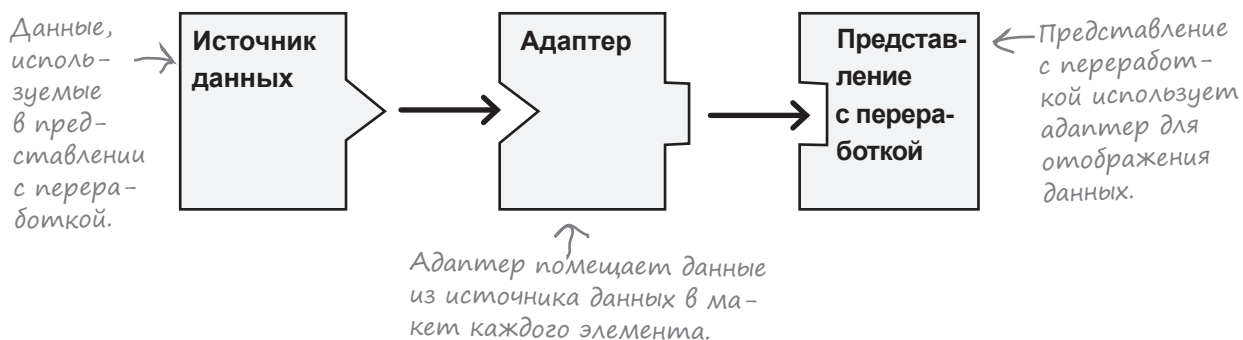 Данные,
исполь-
зуемые
в пред-
ставлении
с перера-
боткой.
Источник
данных
Адаптер
Представ-
ление
с перера-
боткой
Представление
с переработ-
кой использует
адаптер для
отображения
данных.
Адаптер помещает данные
из источника данных в ма-
кет каждого элемента.